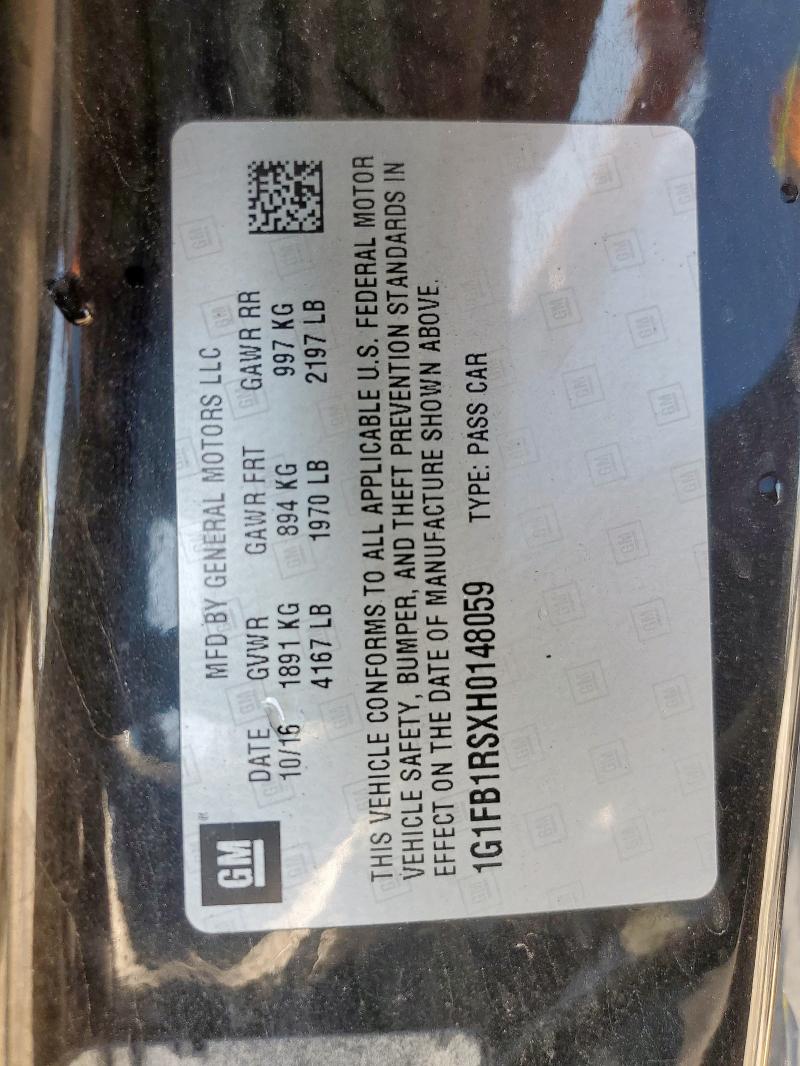 GM
MFD BY GENERAL MOTORS LLC
DATE GVWR GAWR FRT GAWR RR
10/16 1891 KG 894 KG 997 KG
4167 LB 1970 LB 2197 LB
THIS VEHICLE CONFORMS TO ALL APPLICABLE U.S. FEDERAL MOTOR
VEHICLE SAFETY, BUMPER, AND THEFT PREVENTION STANDARDS IN
EFFECT ON THE DATE OF MANUFACTURE SHOWN ABOVE.
1G1FB1RSXH0148059 TYPE: PASS CAR